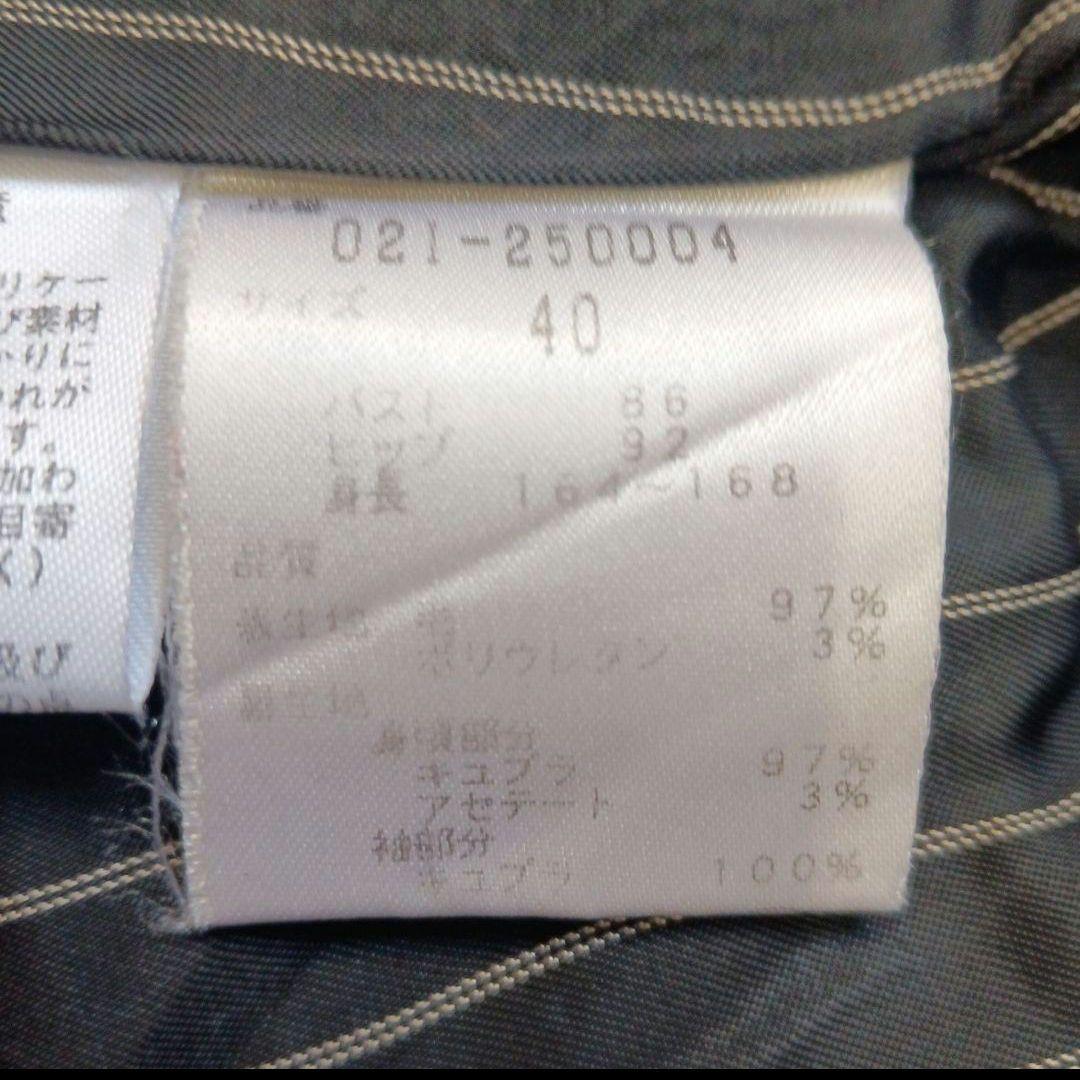 リケー
び素材
かりに
われが
す。
加わ
目寄
く)
及び
021-250004
サイズ 40
バスト 86
ヒップ 92
身長 164~168
品質
表生地 毛 97%
ポリウレタン 3%
裏生地
身頃部分
キュプラ 97%
アセテート 3%
袖部分
キュプラ 100%